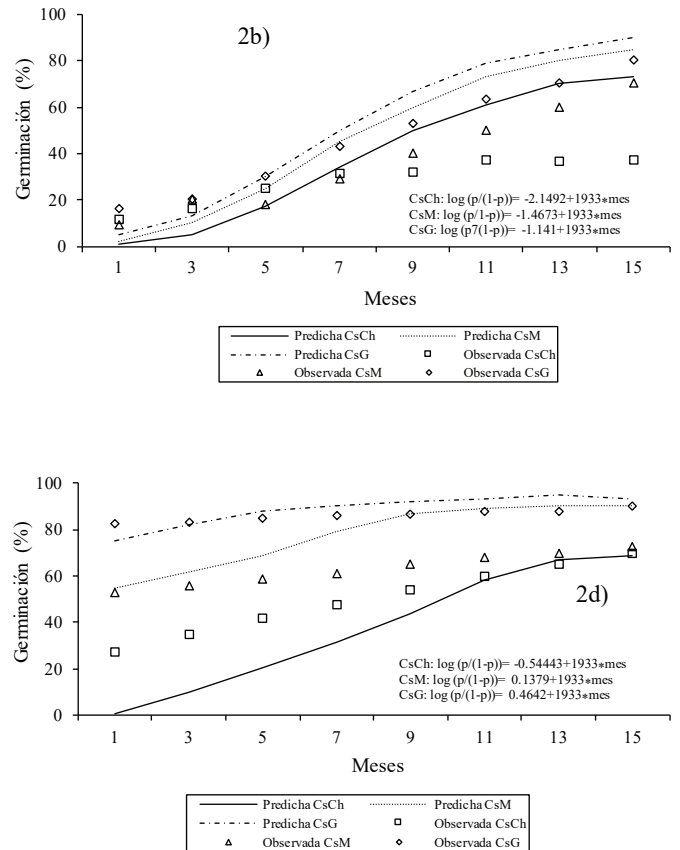 100
80
60
40
20
0
Germinación (%)
2b)
CsCh: log (p/(1-p))= -2.1492+1933*mes
CsM: log (p/1-p))= -1.4673+1933*mes
CsG: log (p7(1-p))= -1.141+1933*mes
1 3 5 7 9 11 13 15
Meses
Predicha CsCh Predicha CsM
Predicha CsG Observada CsCh
Observada CsM Observada CsG
100
80
60
40
20
0
Germinación (%)
2d)
CsCh: log (p/(1-p))= -0.54443+1933*mes
CsM: log (p/(1-p))= 0.1379+1933*mes
CsG: log (p/(1-p))= 0.4642+1933*mes
1 3 5 7 9 11 13 15
Meses
Predicha CsCh Predicha CsM
Predicha CsG Observada CsCh
Observada CsM Observada CsG